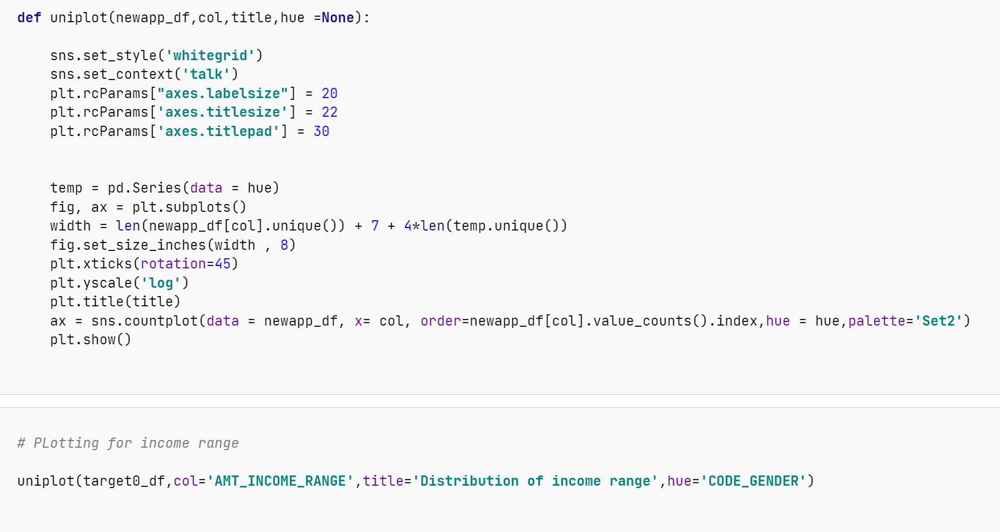 def uniplot(newapp_df,col,title,hue =None):
    sns.set_style('whitegrid')
    sns.set_context('talk')
    plt.rcParams["axes.labelsize"] = 20
    plt.rcParams['axes.titlesize'] = 22
    plt.rcParams['axes.titlepad'] = 30
    temp = pd.Series(data = hue)
    fig, ax = plt.subplots()
    width = len(newapp_df[col].unique()) + 7 + 4*len(temp.unique())
    fig.set_size_inches(width , 8)
    plt.xticks(rotation=45)
    plt.yscale('log')
    plt.title(title)
    ax = sns.countplot(data = newapp_df, x= col, order=newapp_df[col].value_counts().index,hue = hue,palette='Set2')
    plt.show()
# PLotting for income range
uniplot(target0_df,col='AMT_INCOME_RANGE',title='Distribution of income range',hue='CODE_GENDER')